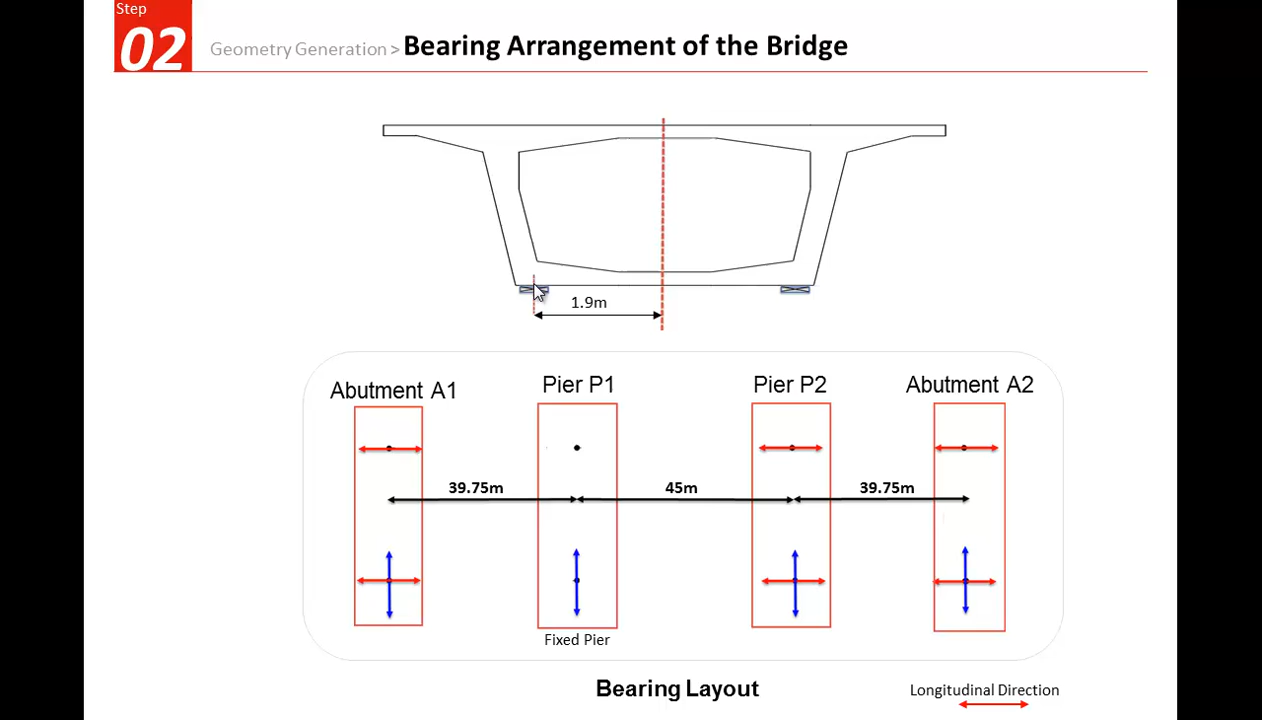 Step
02
Geometry Generation > Bearing Arrangement of the Bridge
1.9m
Abutment A1
Pier P1
Pier P2
Abutment A2
39.75m
45m
39.75m
Fixed Pier
Bearing Layout
Longitudinal Direction